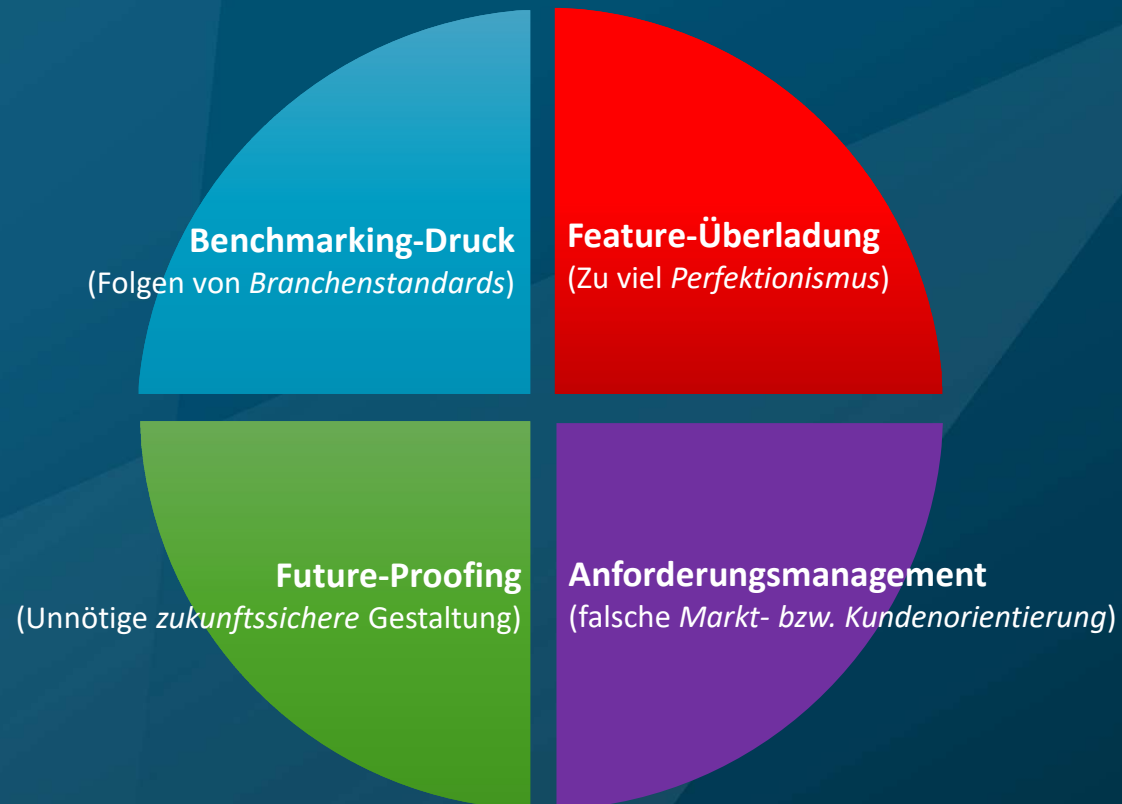 Benchmarking-Druck
(Folgen von Branchenstandards)
Feature-Überladung
(Zu viel Perfektionismus)
Future-Proofing
(Unnötige zukunftssichere Gestaltung)
Anforderungsmanagement
(falsche Markt- bzw. Kundenorientierung)